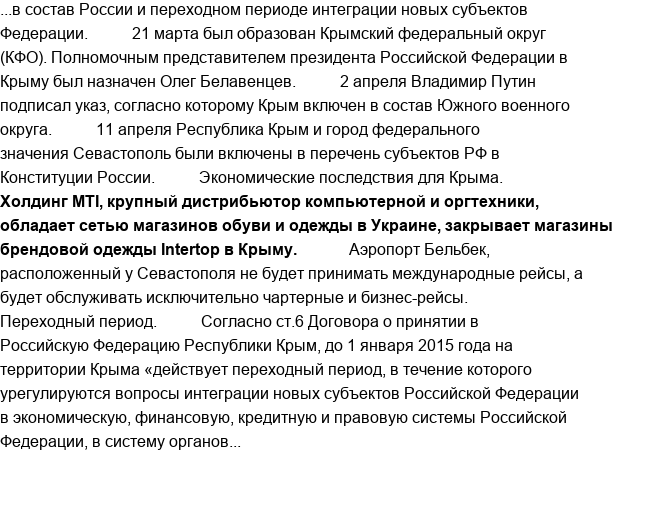 ...в состав России и переходном периоде интеграции новых субъектов
Федерации. 21 марта был образован Крымский федеральный округ
(КФО). Полномочным представителем президента Российской Федерации в
Крыму был назначен Олег Белавенцев. 2 апреля Владимир Путин
подписал указ, согласно которому Крым включен в состав Южного военного
округа. 11 апреля Республика Крым и город федерального
значения Севастополь были включены в перечень субъектов РФ в
Конституции России. Экономические последствия для Крыма.
Холдинг MTI, крупный дистрибьютор компьютерной и оргтехники,
обладает сетью магазинов обуви и одежды в Украине, закрывает магазины
брендовой одежды Intertop в Крыму. Аэропорт Бельбек,
расположенный у Севастополя не будет принимать международные рейсы, а
будет обслуживать исключительно чартерные и бизнес-рейсы.
Переходный период. Согласно ст.6 Договора о принятии в
Российскую Федерацию Республики Крым, до 1 января 2015 года на
территории Крыма «действует переходный период, в течение которого
урегулируются вопросы интеграции новых субъектов Российской Федерации
в экономическую, финансовую, кредитную и правовую системы Российской
Федерации, в систему органов...